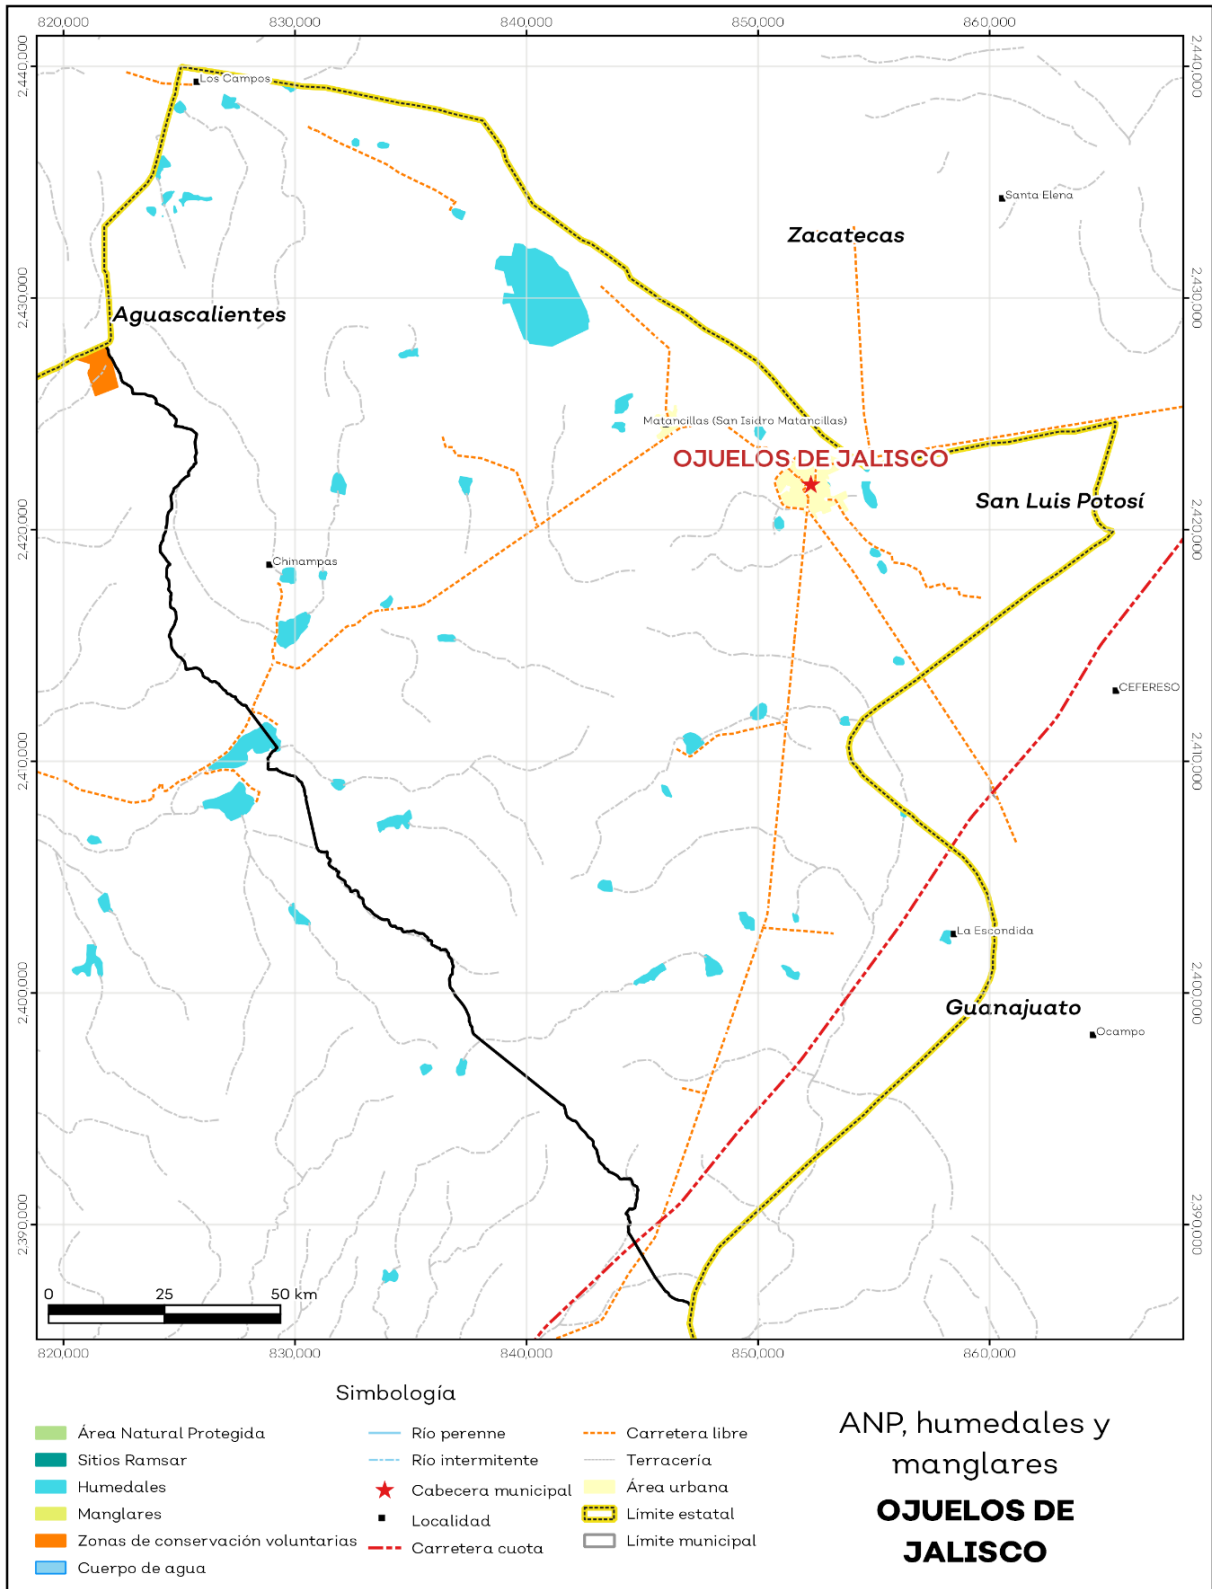 820,000
830,000
840,000
850,000
860,000
2,440,000
2,440,000
Los Campos
Santa Elena
Zacatecas
2,430,000
2,430,000
Aguascalientes
Matancillas (San Isidro Matancillas)
OJUELOS DE JALISCO
San Luis Potosí
2,420,000
2,420,000
Chinampas
CEFERESO
2,410,000
2,410,000
La Escondida
2,400,000
2,400,000
Guanajuato
Ocampo
2,390,000
2,390,000
0 25 50 km
820,000
830,000
840,000
850,000
860,000
Simbología
Área Natural Protegida
Sitios Ramsar
Humedales
Manglares
Zonas de conservación voluntarias
Cuerpo de agua
Río perenne
Río intermitente
Cabecera municipal
Localidad
Carretera cuota
Carretera libre
Terracería
Área urbana
Límite estatal
Límite municipal
ANP, humedales y
manglares
OJUELOS DE
JALISCO